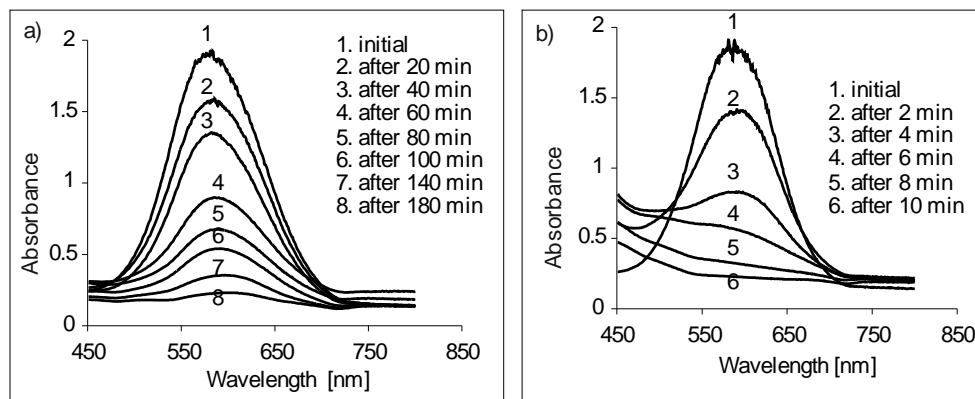 a)
2
1.5
1
0.5
0
Absorbance
450
550
650
750
850
Wavelength [nm]
1
2
3
4
5
6
7
8
1. initial
2. after 20 min
3. after 40 min
4. after 60 min
5. after 80 min
6. after 100 min
7. after 140 min
8. after 180 min
b)
2
1.5
1
0.5
0
Absorbance
450
550
650
750
850
Wavelength [nm]
1
2
3
4
5
6
1. initial
2. after 2 min
3. after 4 min
4. after 6 min
5. after 8 min
6. after 10 min